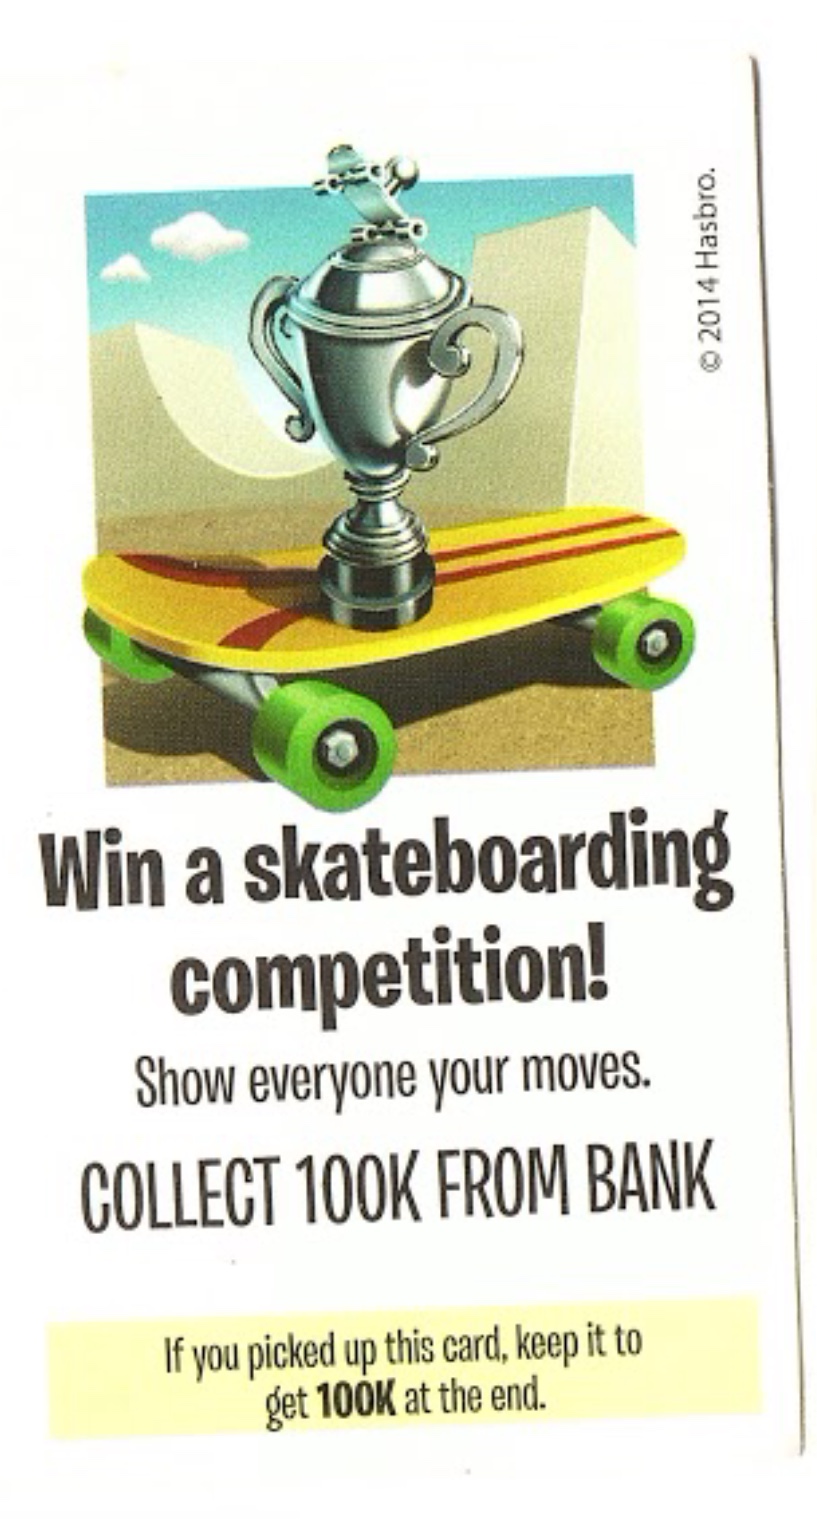 © 2014 Hasbro.
Win a skateboarding
competition!
Show everyone your moves.
COLLECT 100K FROM BANK
If you picked up this card, keep it to
get 100K at the end.